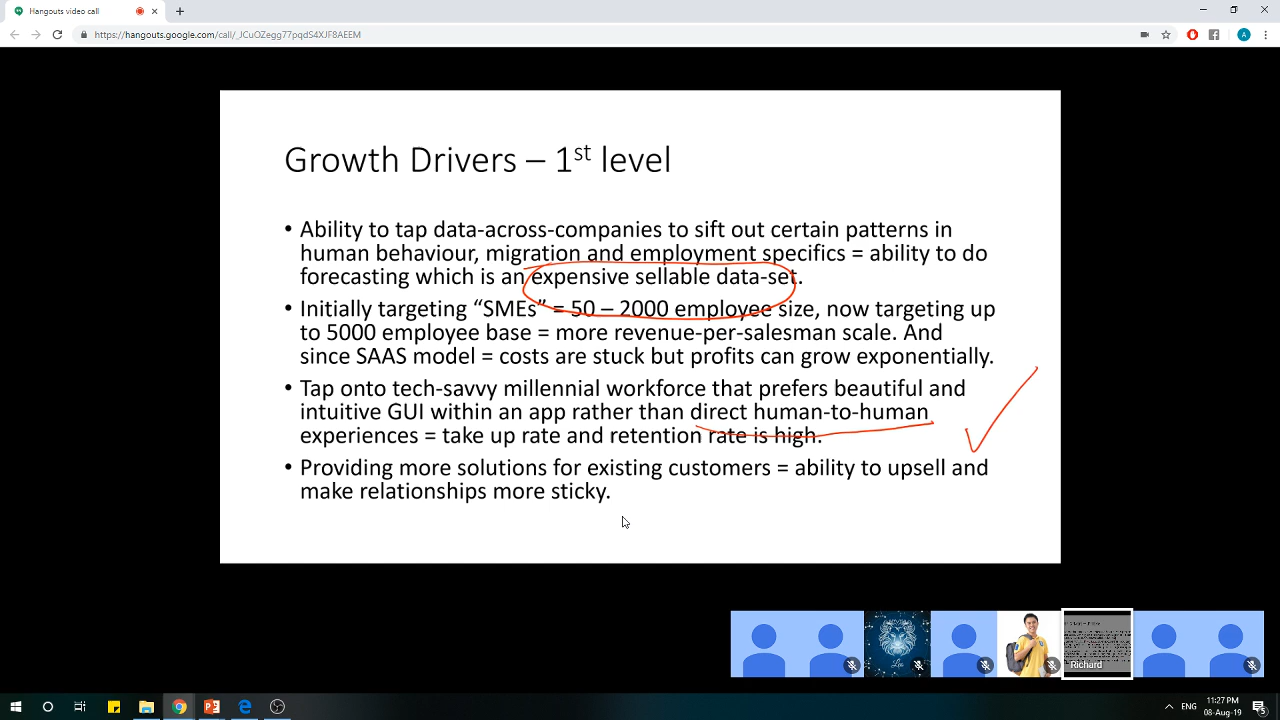 Hangouts video call
https://hangouts.google.com/call/_JCuOZegg77pqdS4XJF8AEEM
A
Growth Drivers – 1st level
• Ability to tap data-across-companies to sift out certain patterns in
human behaviour, migration and employment specifics = ability to do
forecasting which is an expensive sellable data-set.
• Initially targeting “SMEs” = 50 – 2000 employee size, now targeting up
to 5000 employee base = more revenue-per-salesman scale. And
since SAAS model = costs are stuck but profits can grow exponentially.
• Tap onto tech-savvy millennial workforce that prefers beautiful and
intuitive GUI within an app rather than direct human-to-human
experiences = take up rate and retention rate is high.
• Providing more solutions for existing customers = ability to upsell and
make relationships more sticky.
Leo
Richard
ENG
11:27 PM
08-Aug-19